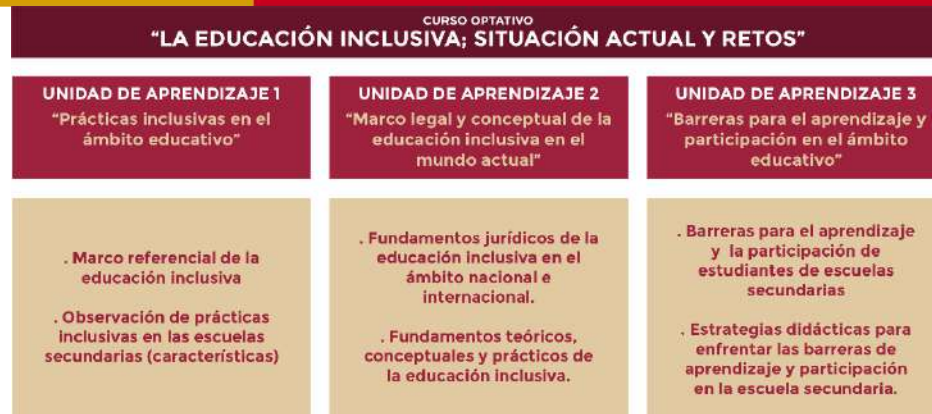 CURSO OPTATIVO
“LA EDUCACIÓN INCLUSIVA; SITUACIÓN ACTUAL Y RETOS”
UNIDAD DE APRENDIZAJE 1
“Prácticas inclusivas en el
ámbito educativo”
. Marco referencial de la
educación inclusiva
. Observación de prácticas
inclusivas en las escuelas
secundarias (características)
UNIDAD DE APRENDIZAJE 2
“Marco legal y conceptual de la
educación inclusiva en el
mundo actual”
. Fundamentos jurídicos de la
educación inclusiva en el
ámbito nacional e
internacional.
. Fundamentos teóricos,
conceptuales y prácticos de
la educación inclusiva.
UNIDAD DE APRENDIZAJE 3
“Barreras para el aprendizaje y
participación en el ámbito
educativo”
. Barreras para el aprendizaje
y la participación de
estudiantes de escuelas
secundarias
. Estrategias didácticas para
enfrentar las barreras de
aprendizaje y participación
en la escuela secundaria.